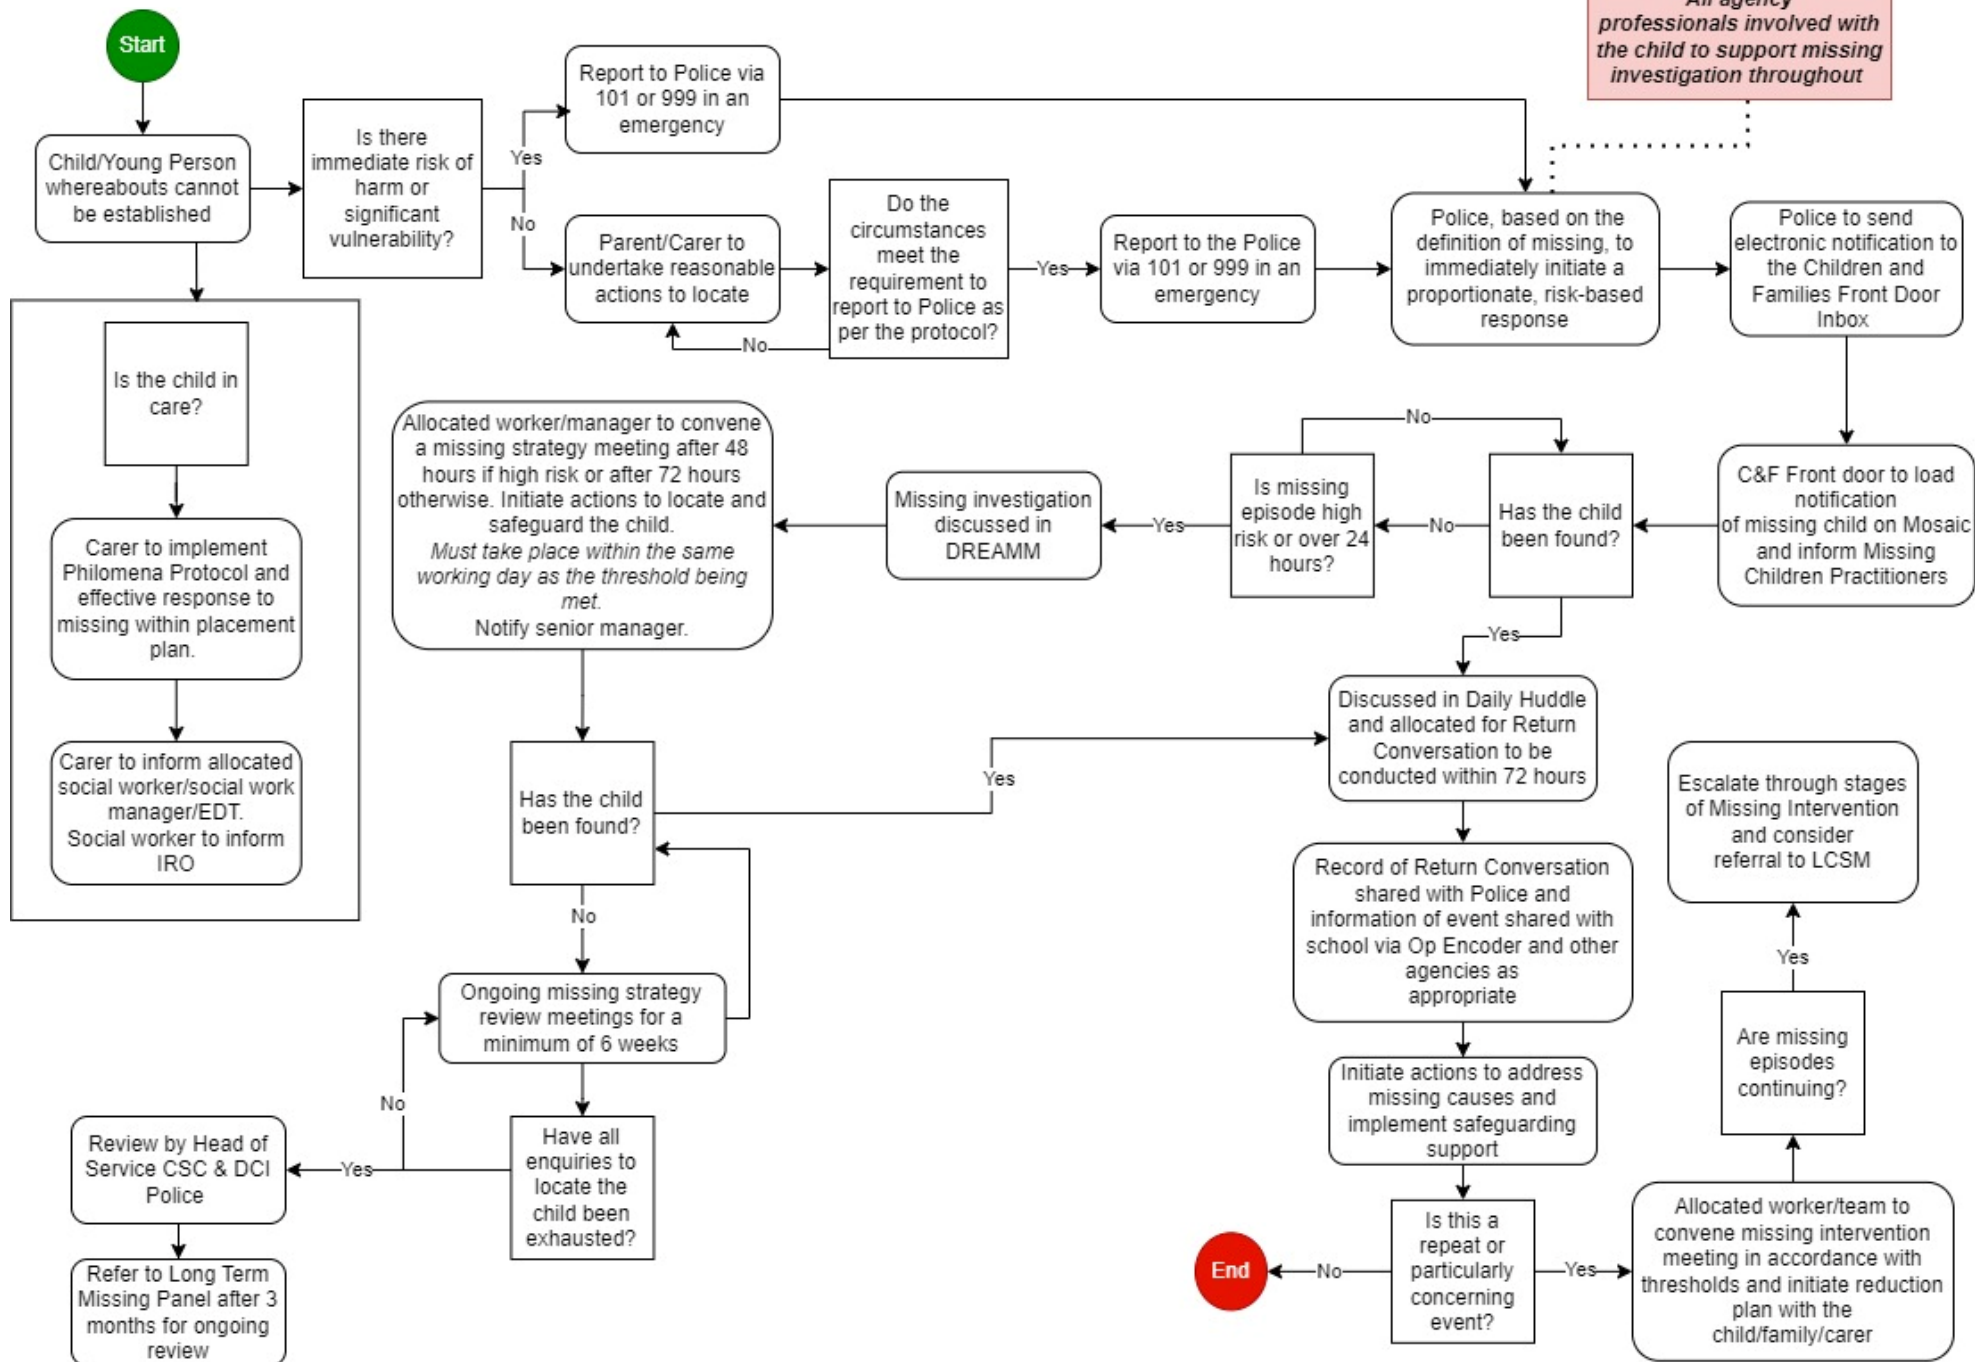 All agency
professionals involved with
the child to support missing
investigation throughout
Start
Child/Young Person
whereabouts cannot
be established
Is there
immediate risk of
harm or
significant
vulnerability?
Yes
No
Report to Police via
101 or 999 in an
emergency
Parent/Carer to
undertake reasonable
actions to locate
Do the
circumstances
meet the
requirement to
report to Police as
per the protocol?
No
Yes
Report to the Police
via 101 or 999 in an
emergency
Police, based on the
definition of missing, to
immediately initiate a
proportionate, risk-based
response
Police to send
electronic notification to
the Children and
Families Front Door
Inbox
Is the child in
care?
Carer to implement
Philomena Protocol and
effective response to
missing within placement
plan.
Carer to inform allocated
social worker/social work
manager/EDT.
Social worker to inform
IRO
C&F Front door to load
notification
of missing child on Mosaic
and inform Missing
Children Practitioners
Has the child
been found?
No
Is missing
episode high
risk or over 24
hours?
No
Yes
Missing investigation
discussed in
DREAMM
Allocated worker/manager to convene
a missing strategy meeting after 48
hours if high risk or after 72 hours
otherwise. Initiate actions to locate and
safeguard the child.
Must take place within the same
working day as the threshold being
met.
Notify senior manager.
Yes
Has the child
been found?
Yes
No
Ongoing missing strategy
review meetings for a
minimum of 6 weeks
Have all
enquiries to
locate the
child been
exhausted?
No
Yes
Review by Head of
Service CSC & DCI
Police
Refer to Long Term
Missing Panel after 3
months for ongoing
review
Discussed in Daily Huddle
and allocated for Return
Conversation to be
conducted within 72 hours
Record of Return Conversation
shared with Police and
information of event shared with
school via Op Encoder and other
agencies as
appropriate
Initiate actions to address
missing causes and
implement safeguarding
support
Is this a
repeat or
particularly
concerning
event?
No
End
Yes
Allocated worker/team to
convene missing intervention
meeting in accordance with
thresholds and initiate reduction
plan with the
child/family/carer
Are missing
episodes
continuing?
Yes
Escalate through stages
of Missing Intervention
and consider
referral to LCSM